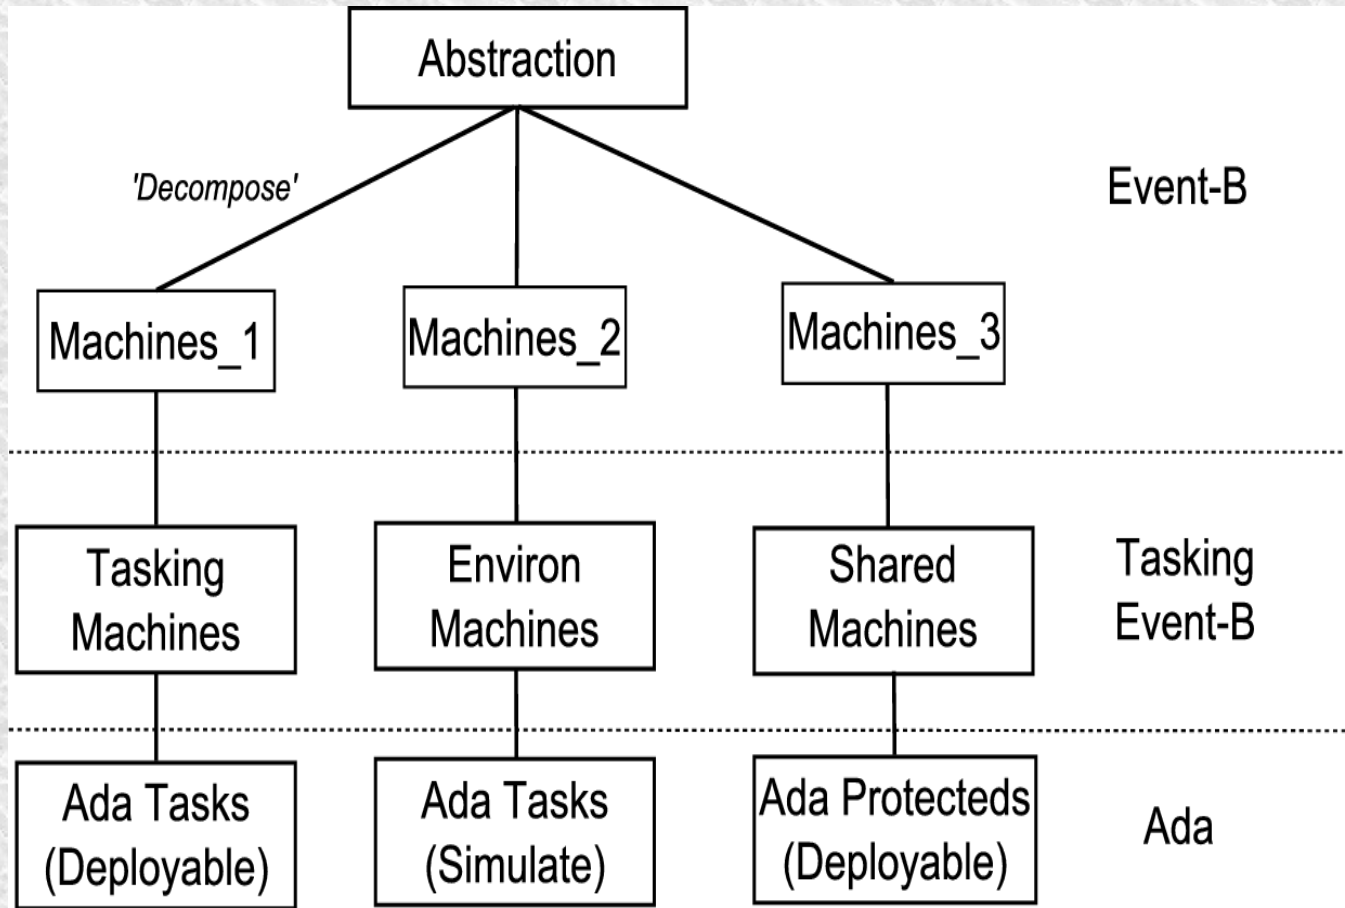 Abstraction
'Decompose'
Event-B
Machines_1
Machines_2
Machines_3
Tasking
Machines
Environ
Machines
Shared
Machines
Tasking
Event-B
Ada Tasks
(Deployable)
Ada Tasks
(Simulate)
Ada Protecteds
(Deployable)
Ada